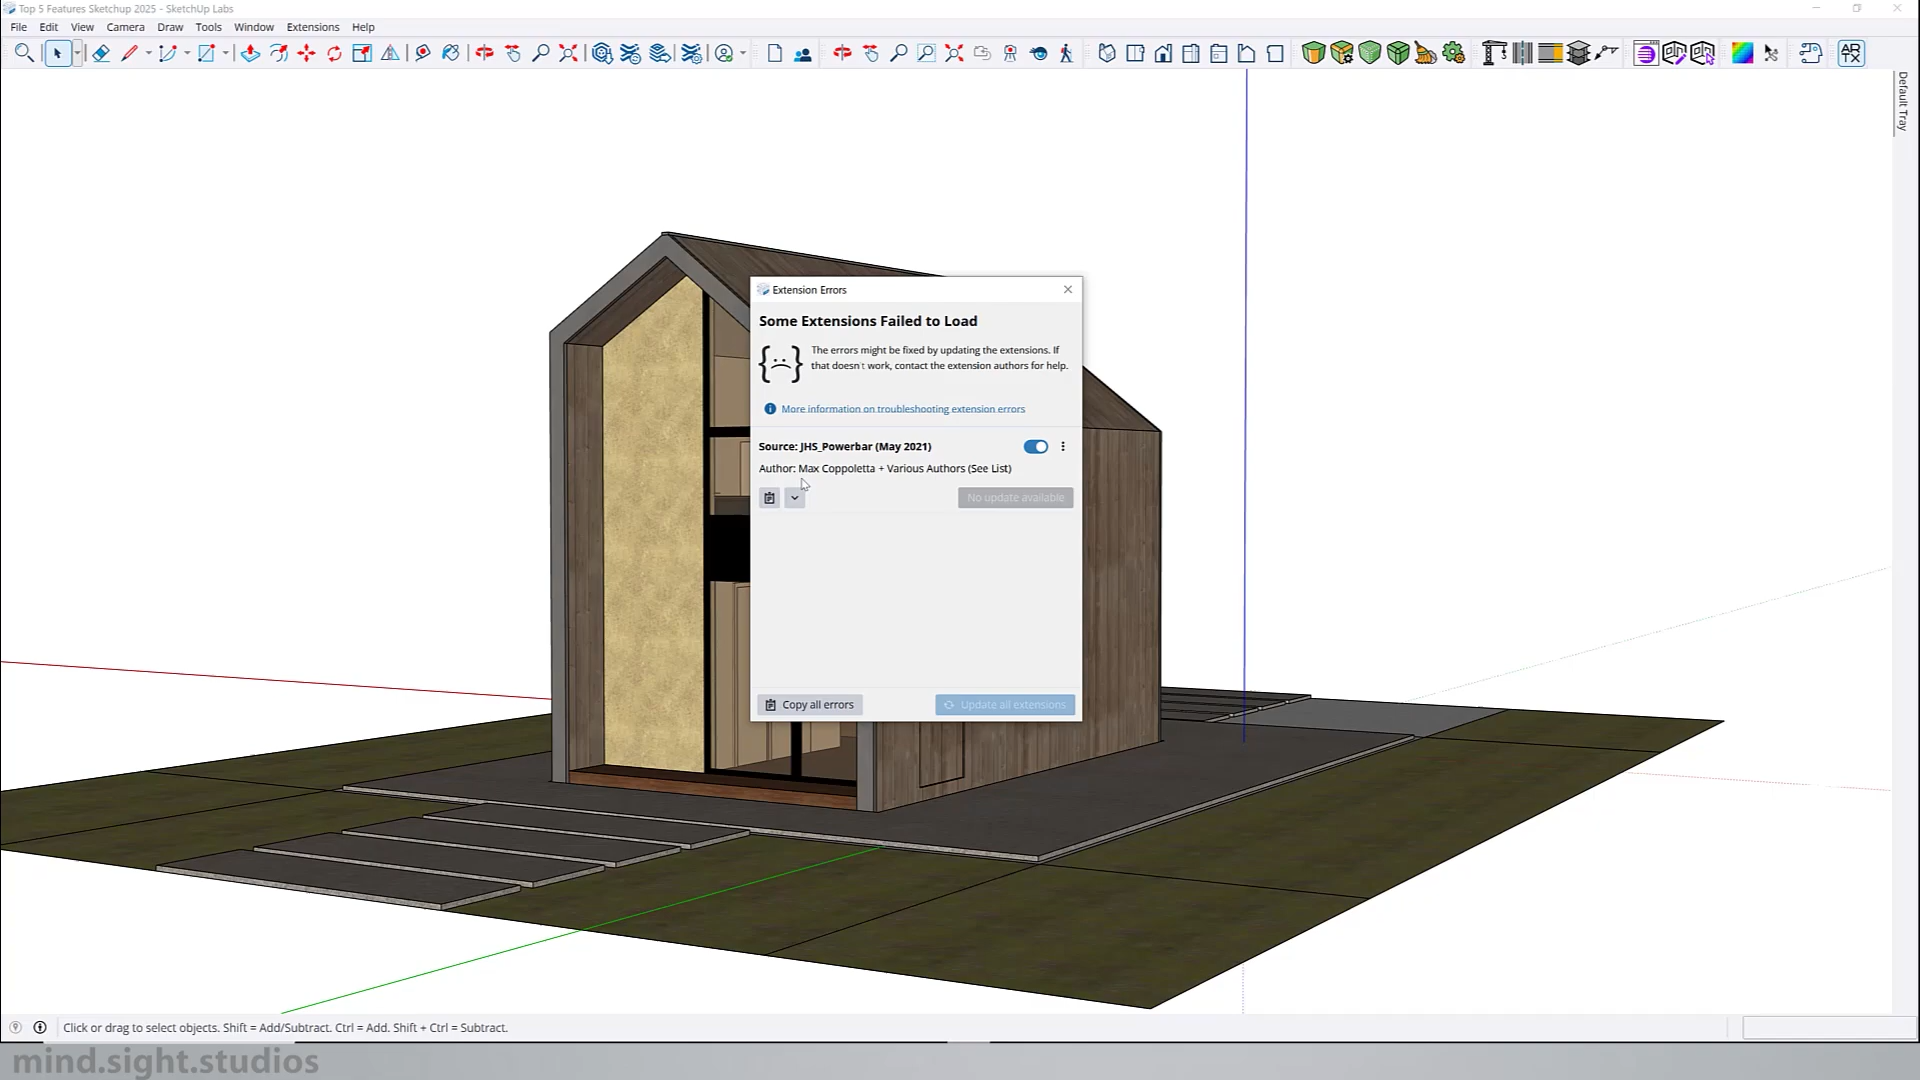 Top 5 Features Sketchup 2025 - SketchUp Labs
File Edit View Camera Draw Tools Window Extensions Help
AR
TX
Default Tray
Extension Errors
Some Extensions Failed to Load
The errors might be fixed by updating the extensions. If
that doesn't work, contact the extension authors for help.
More information on troubleshooting extension errors
Source: JHS_Powerbar (May 2021)
Author: Max Coppoletta + Various Authors (See List)
No update available
Copy all errors
Update all extensions
Click or drag to select objects. Shift = Add/Subtract. Ctrl = Add. Shift + Ctrl = Subtract.
mind.sight.studios